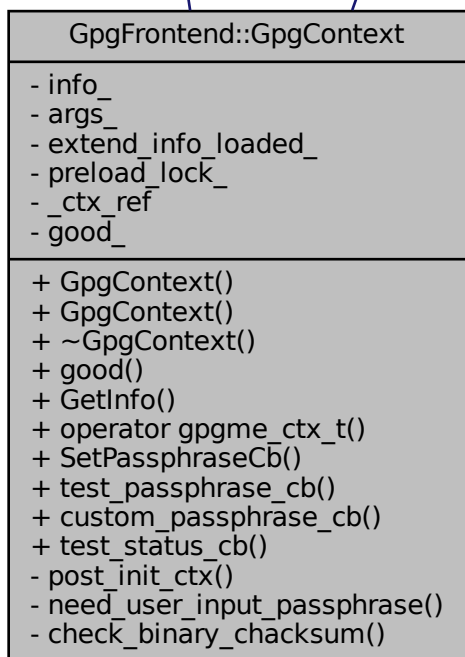 GpgFrontend::GpgContext
- info_
- args_
- extend_info_loaded_
- preload_lock_
- _ctx_ref
- good_
+ GpgContext()
+ GpgContext()
+ ~GpgContext()
+ good()
+ GetInfo()
+ operator gpgme_ctx_t()
+ SetPassphraseCb()
+ test_passphrase_cb()
+ custom_passphrase_cb()
+ test_status_cb()
- post_init_ctx()
- need_user_input_passphrase()
- check_binary_chacksum()